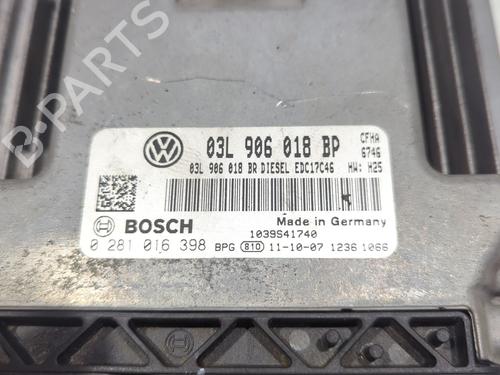 03L 906 018 BP
CFHA
6746
03L 906 018 BR DIESEL EDC17C46 HW: H25
BOSCH
Made in Germany
1039S41740
0 281 016 398 BPG 810 11-10-07 1236 1066
B-PARTS